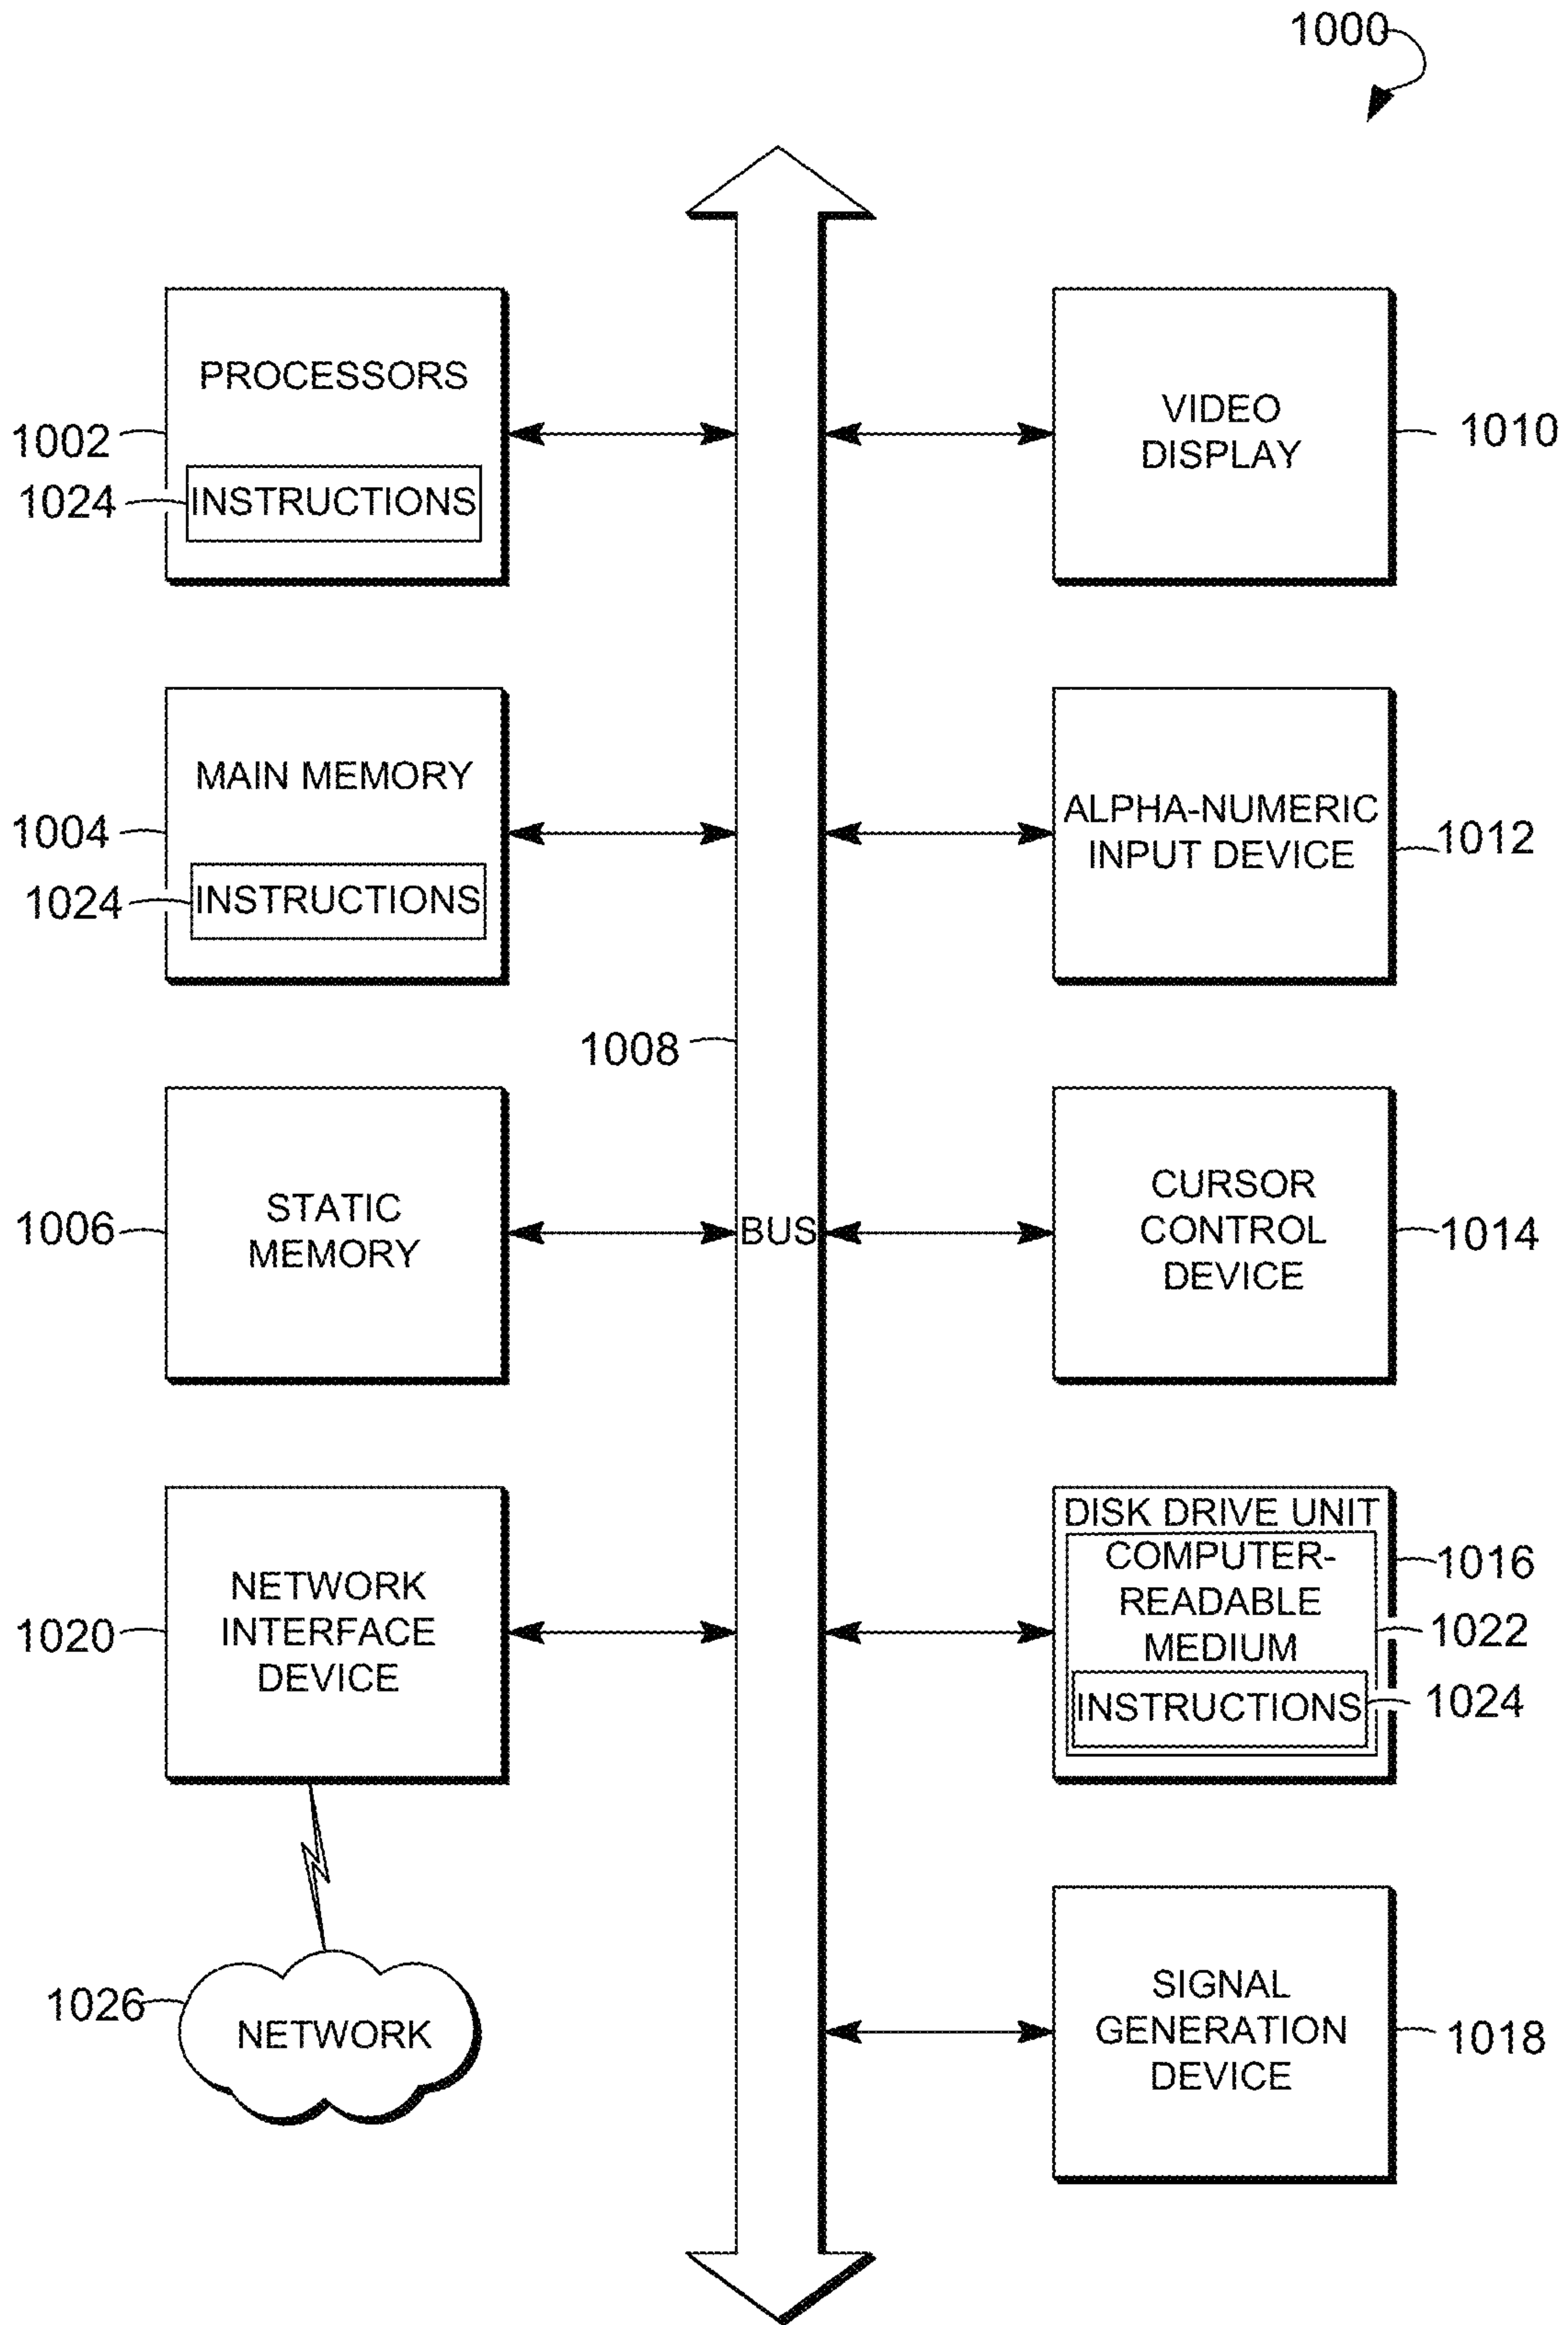 1000
PROCESSORS
1002
1024
INSTRUCTIONS
VIDEO
DISPLAY
1010
MAIN MEMORY
1004
1024
INSTRUCTIONS
ALPHA-NUMERIC
INPUT DEVICE
1012
1008
STATIC
MEMORY
1006
BUS
CURSOR
CONTROL
DEVICE
1014
NETWORK
INTERFACE
DEVICE
1020
DISK DRIVE UNIT
COMPUTER-
READABLE
MEDIUM
INSTRUCTIONS
1016
1022
1024
1026
NETWORK
SIGNAL
GENERATION
DEVICE
1018